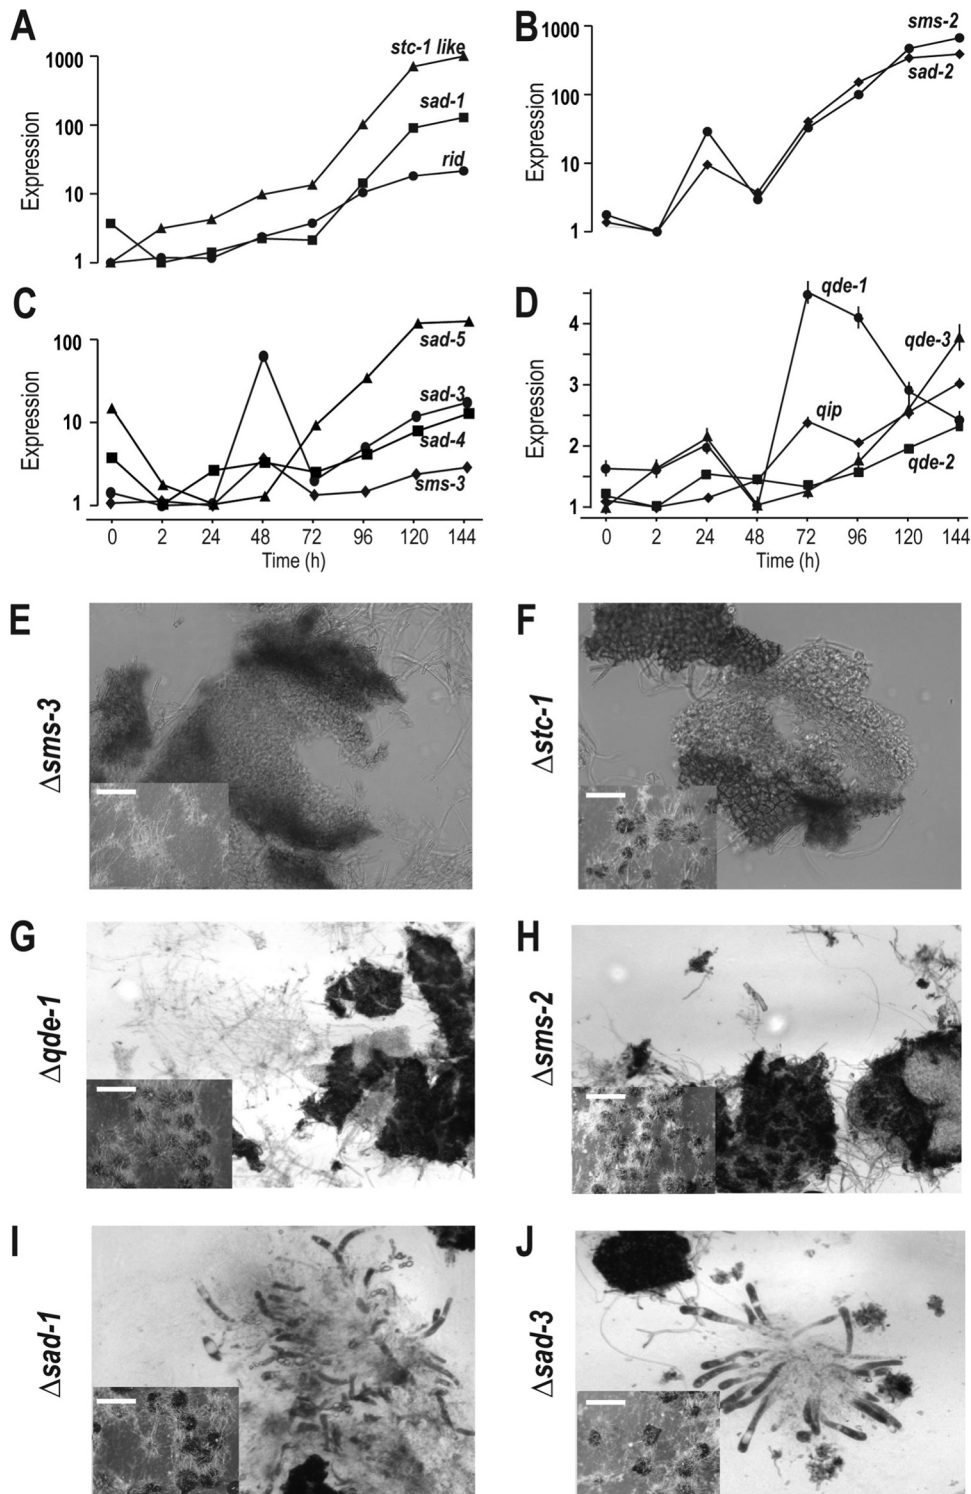 A
Expression
1000
100
10
1
stc-1 like
sad-1
rid
B
Expression
1000
100
10
1
sms-2
sad-2
C
Expression
100
10
1
sad-5
sad-3
sad-4
sms-3
0 2 24 48 72 96 120 144
Time (h)
D
Expression
4
3
2
1
qde-1
qde-3
qip
qde-2
0 2 24 48 72 96 120 144
Time (h)
E
Δsms-3
F
Δstc-1
G
Δqde-1
H
Δsms-2
I
Δsad-1
J
Δsad-3